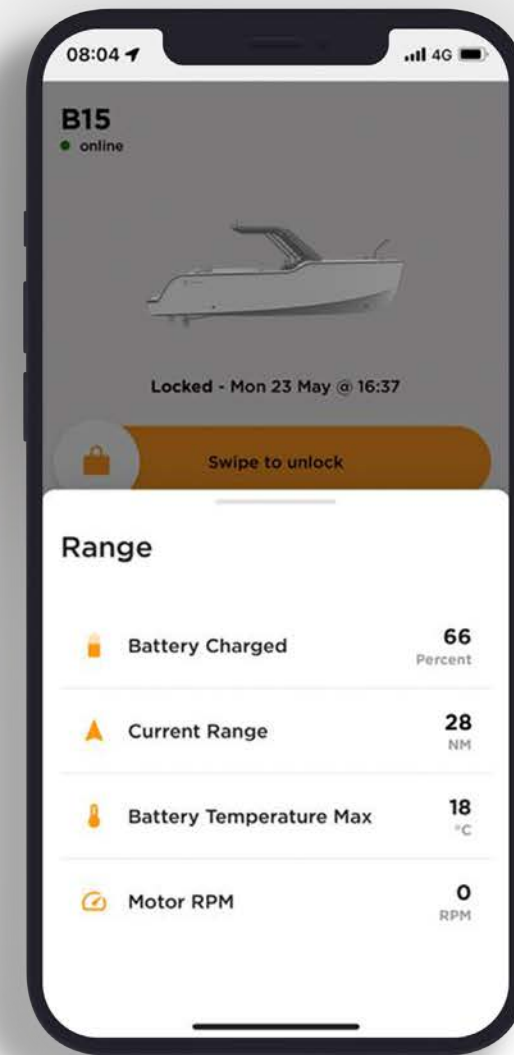 08:04
4G
B15
online
Locked - Mon 23 May @ 16:37
Swipe to unlock
Range
Battery Charged
66
Percent
Current Range
28
NM
Battery Temperature Max
18
°C
Motor RPM
0
RPM